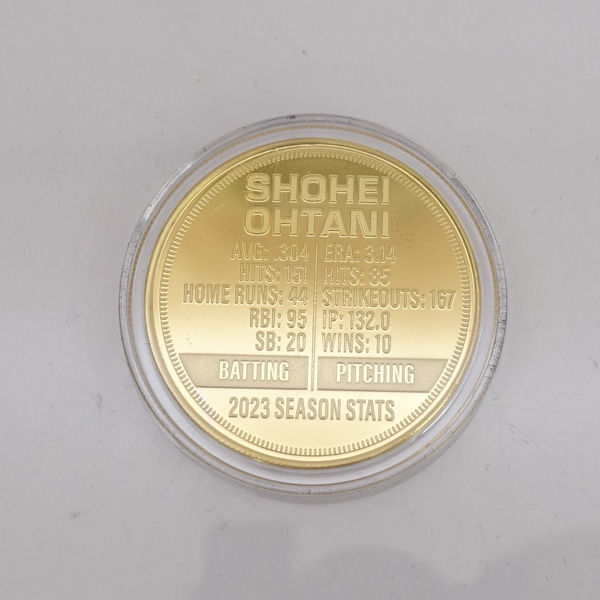 SHOHEI
OHTANI
AVG: .304 ERA: 3.14
HITS: 151 HITS: 85
HOME RUNS: 44 STRIKEOUTS: 167
RBI: 95 IP: 132.0
SB: 20 WINS: 10
BATTING PITCHING
2023 SEASON STATS